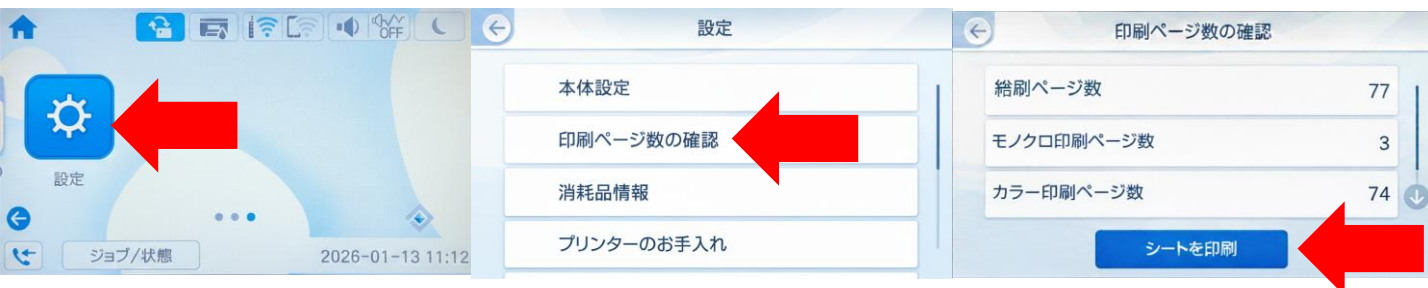 OFF
設定
ジョブ/状態
2026-01-13 11:12
設定
本体設定
印刷ページ数の確認
消耗品情報
プリンターのお手入れ
印刷ページ数の確認
総刷ページ数 77
モノクロ印刷ページ数 3
カラー印刷ページ数 74
シートを印刷